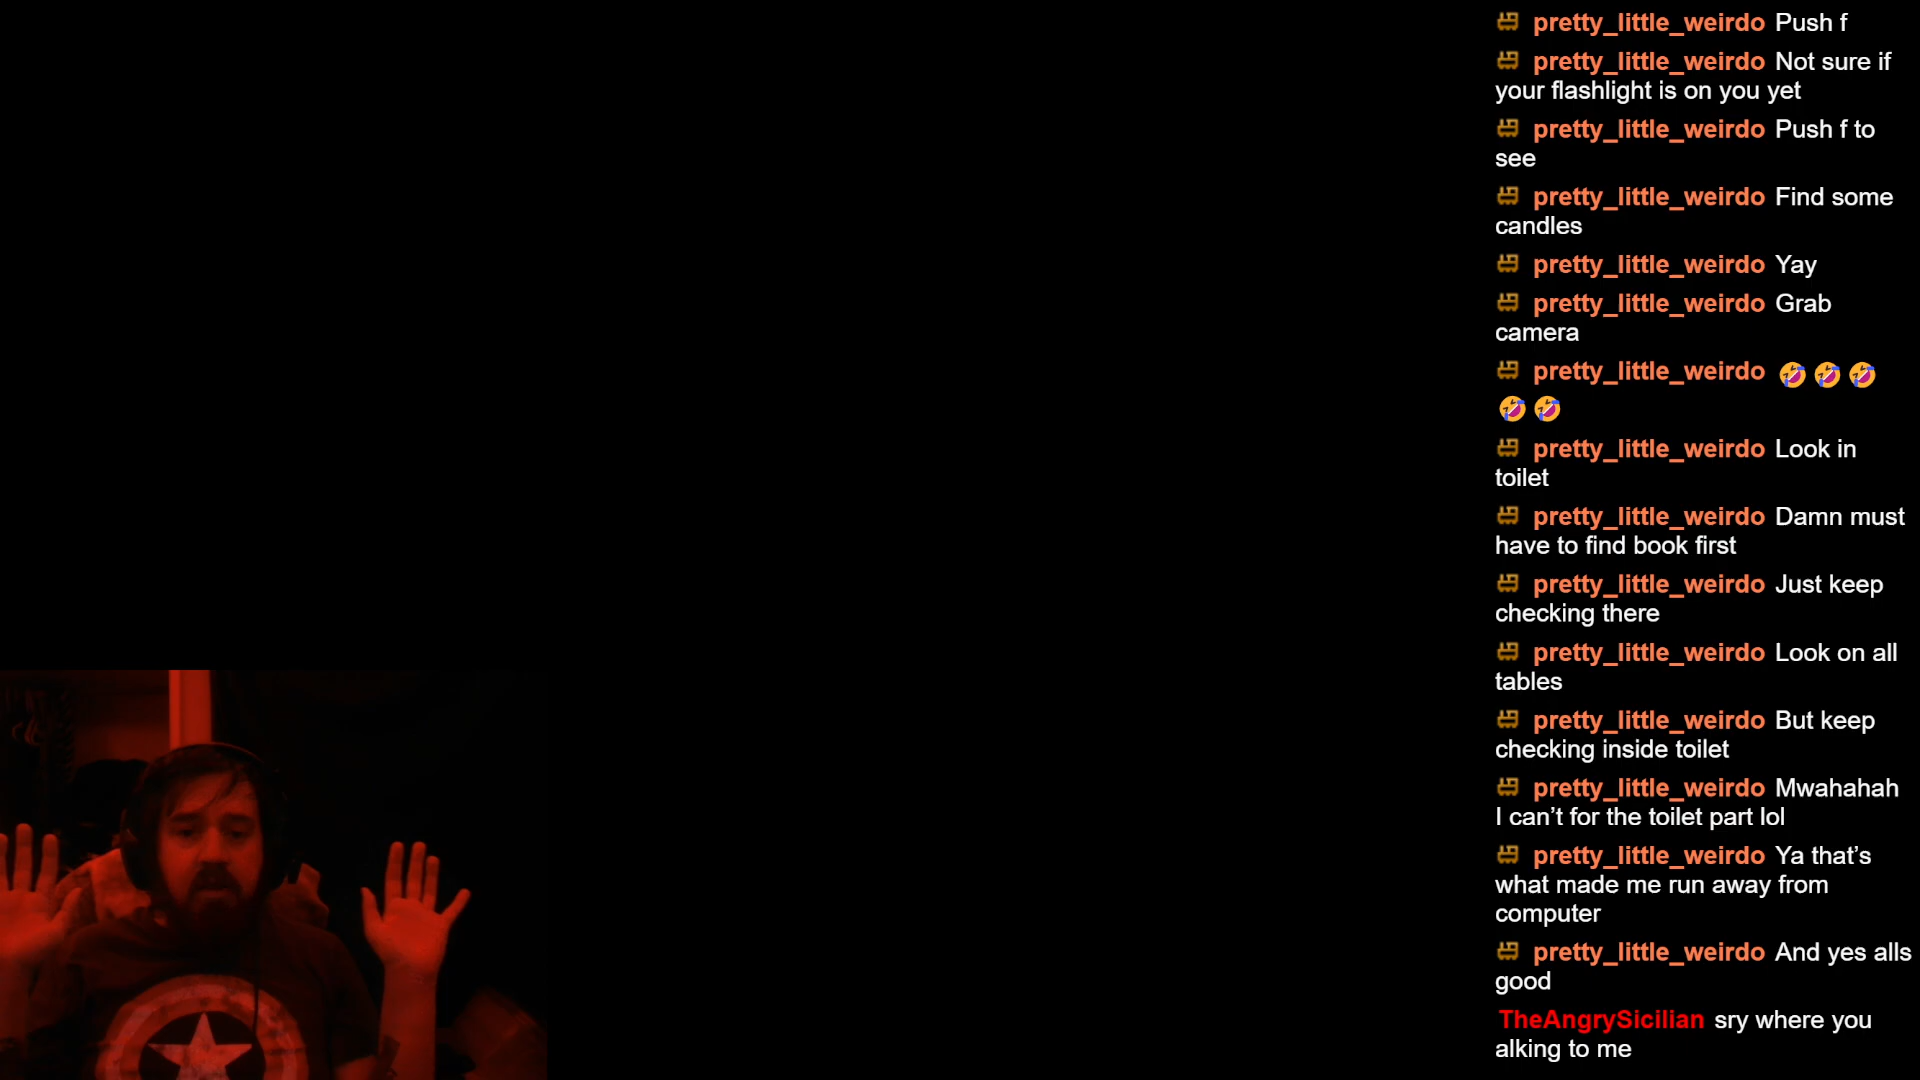 pretty_little_weirdo Push f
pretty_little_weirdo Not sure if
your flashlight is on you yet
pretty_little_weirdo Push f to
see
pretty_little_weirdo Find some
candles
pretty_little_weirdo Yay
pretty_little_weirdo Grab
camera
pretty_little_weirdo 🤣 🤣 🤣
🤣 🤣
pretty_little_weirdo Look in
toilet
pretty_little_weirdo Damn must
have to find book first
pretty_little_weirdo Just keep
checking there
pretty_little_weirdo Look on all
tables
pretty_little_weirdo But keep
checking inside toilet
pretty_little_weirdo Mwahahah
I can’t for the toilet part lol
pretty_little_weirdo Ya that’s
what made me run away from
computer
pretty_little_weirdo And yes alls
good
TheAngrySicilian sry where you
alking to me